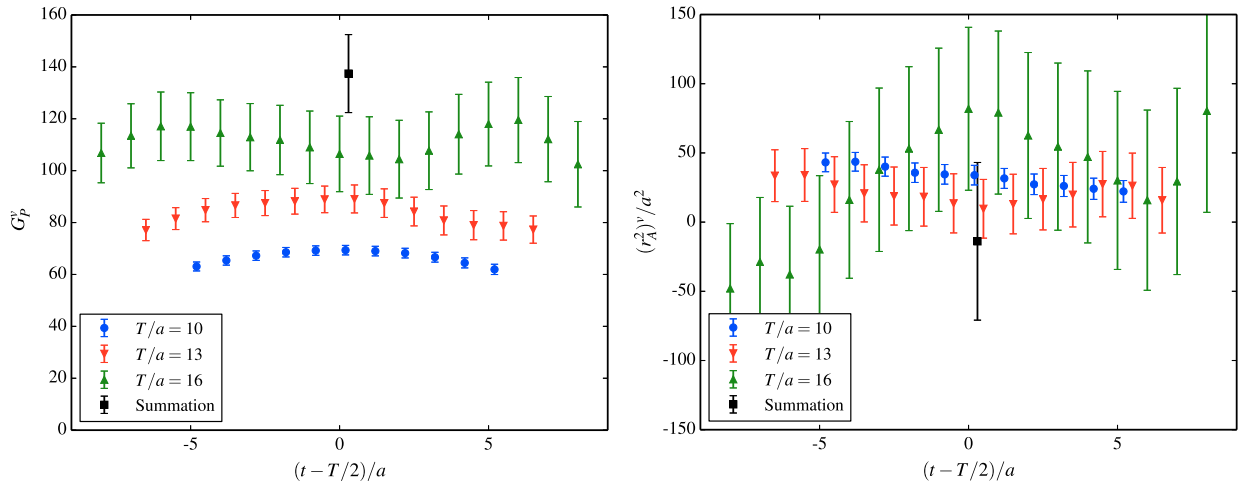 160
140
120
100
80
60
40
20
0
-5
0
5
G_P^v
(t − T/2)/a
T/a = 10
T/a = 13
T/a = 16
Summation
150
100
50
0
-50
-100
-150
-5
0
5
(r_A^2)^v/a^2
(t − T/2)/a
T/a = 10
T/a = 13
T/a = 16
Summation